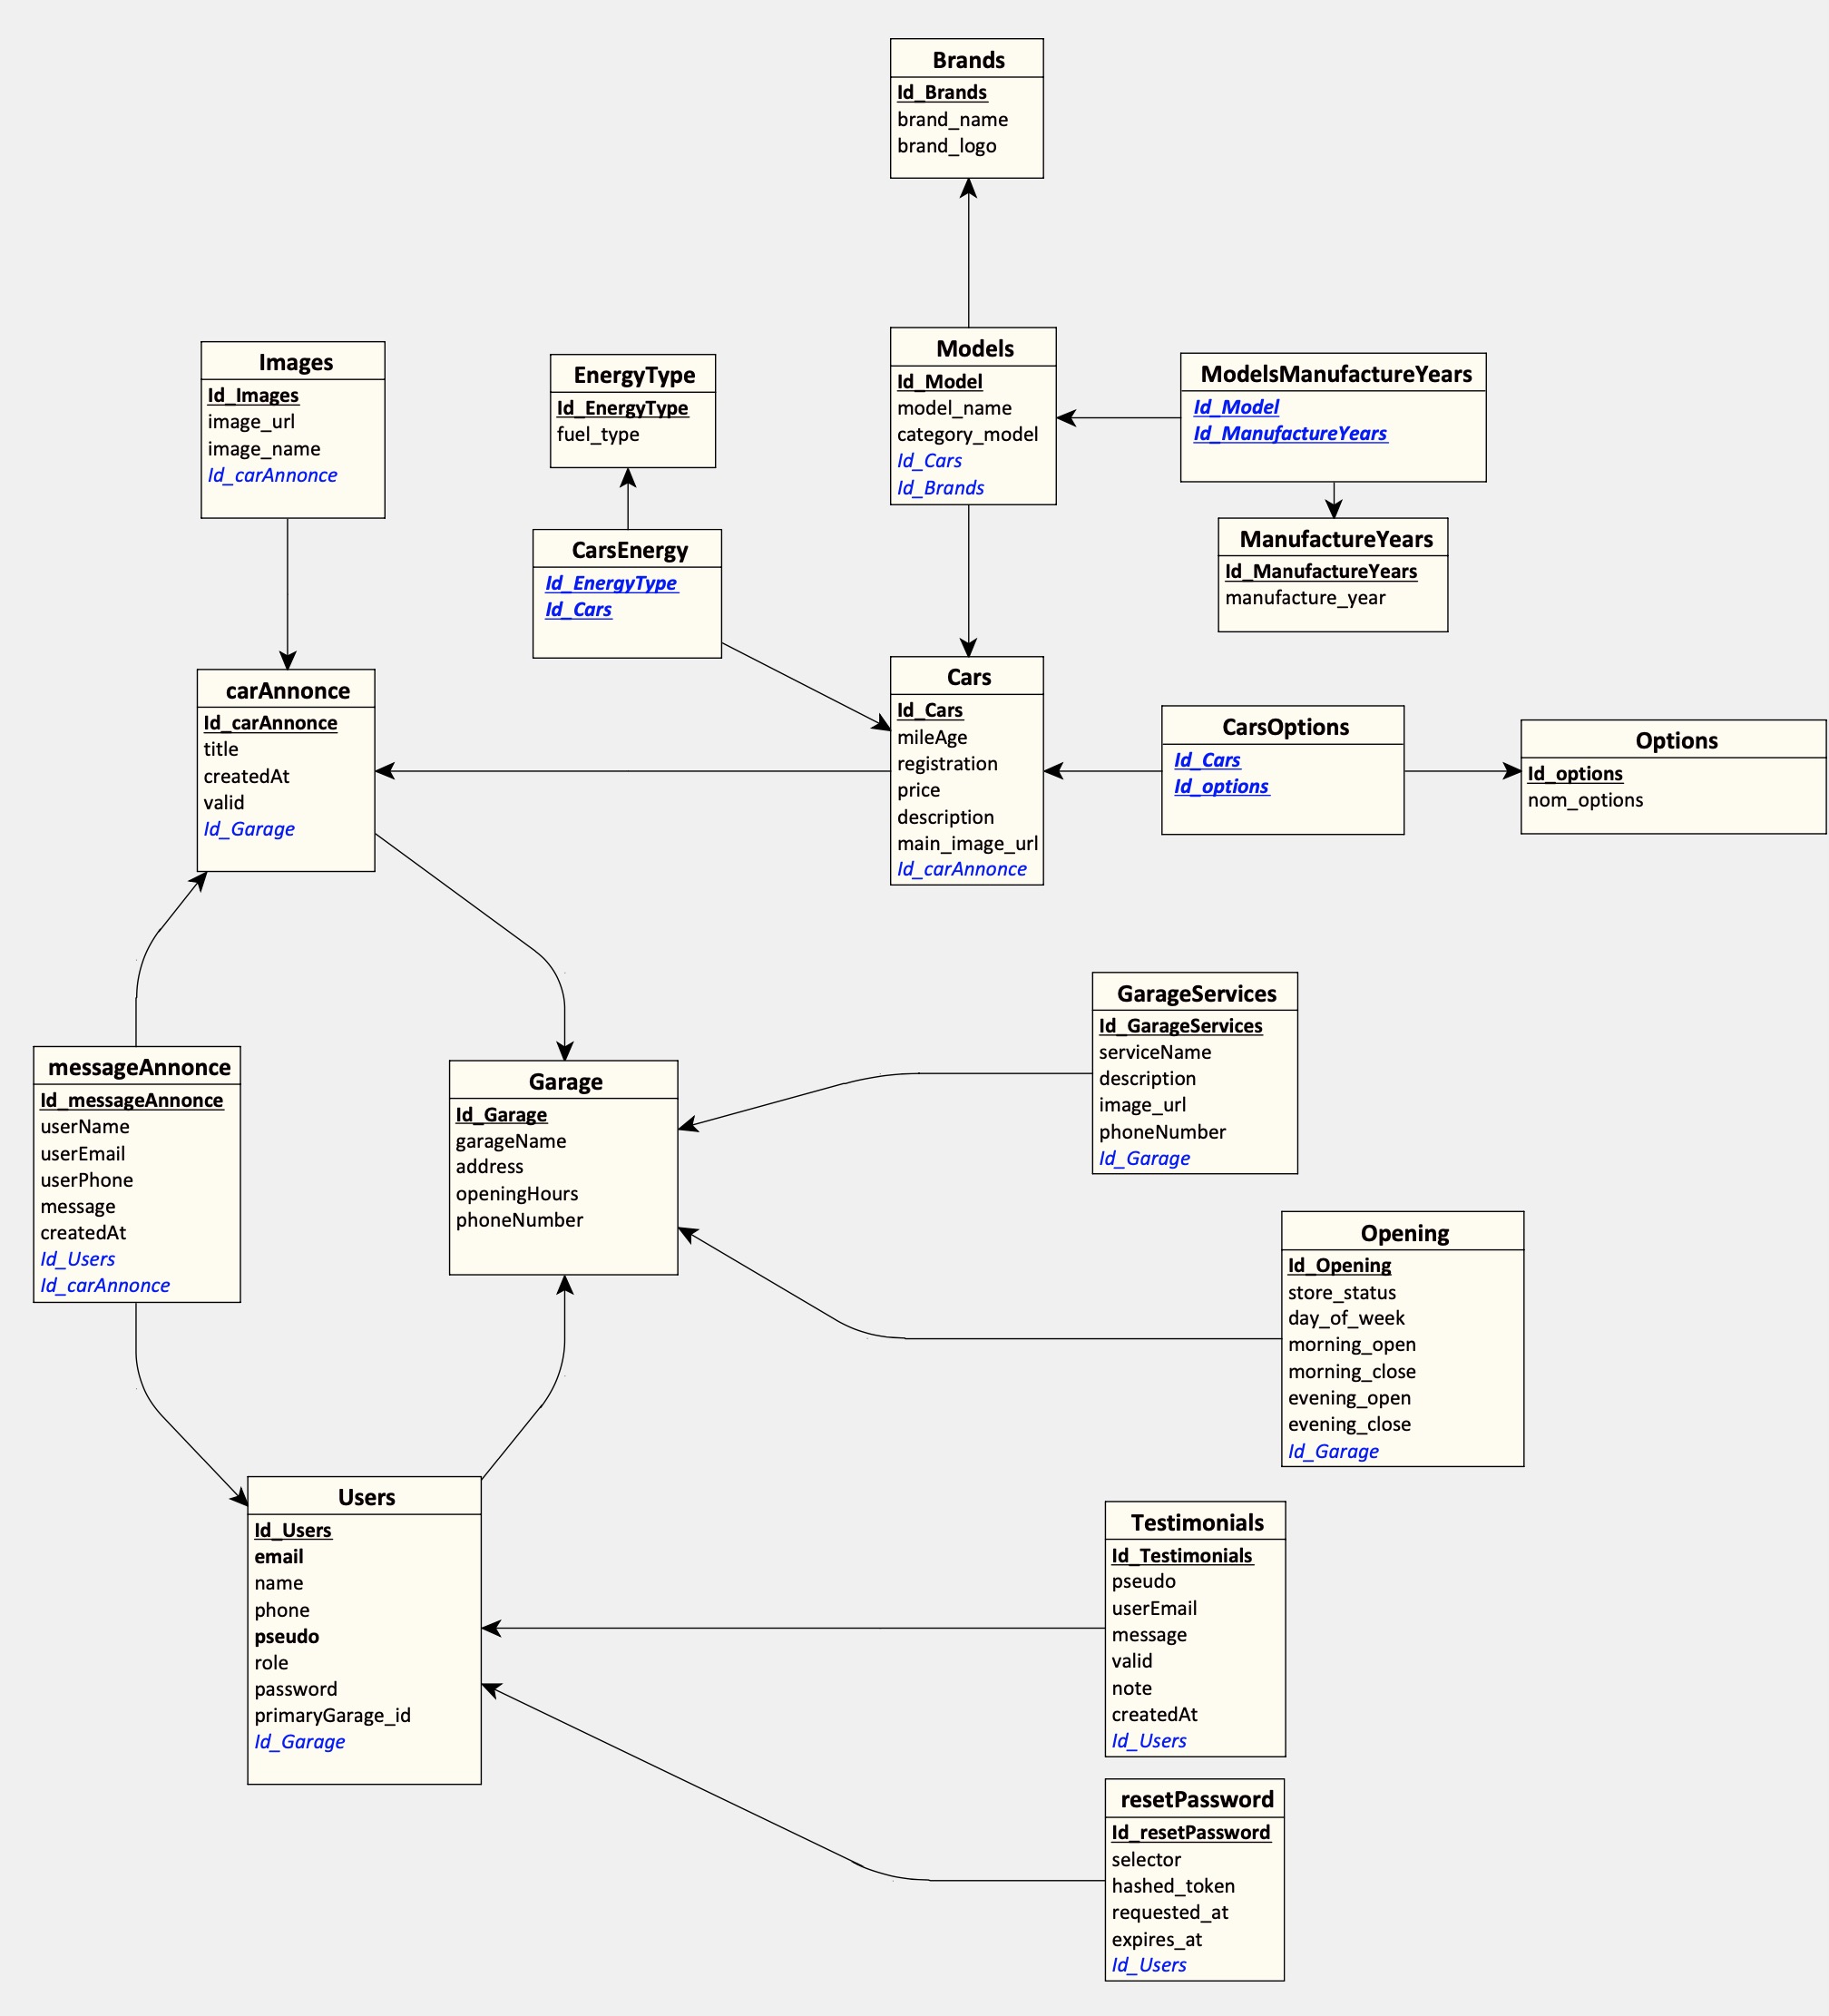 Brands
Id_Brands
brand_name
brand_logo
Models
Id_Model
model_name
category_model
Id_Cars
Id_Brands
Images
Id_Images
image_url
image_name
Id_carAnnonce
EnergyType
Id_EnergyType
fuel_type
ModelsManufactureYears
Id_Model
Id_ManufactureYears
ManufactureYears
Id_ManufactureYears
manufacture_year
CarsEnergy
Id_EnergyType
Id_Cars
carAnnonce
Id_carAnnonce
title
createdAt
valid
Id_Garage
Cars
Id_Cars
mileAge
registration
price
description
main_image_url
Id_carAnnonce
CarsOptions
Id_Cars
Id_options
Options
Id_options
nom_options
GarageServices
Id_GarageServices
serviceName
description
image_url
phoneNumber
Id_Garage
messageAnnonce
Id_messageAnnonce
userName
userEmail
userPhone
message
createdAt
Id_Users
Id_carAnnonce
Garage
Id_Garage
garageName
address
openingHours
phoneNumber
Opening
Id_Opening
store_status
day_of_week
morning_open
morning_close
evening_open
evening_close
Id_Garage
Users
Id_Users
email
name
phone
pseudo
role
password
primaryGarage_id
Id_Garage
Testimonials
Id_Testimonials
pseudo
userEmail
message
valid
note
createdAt
Id_Users
resetPassword
Id_resetPassword
selector
hashed_token
requested_at
expires_at
Id_Users